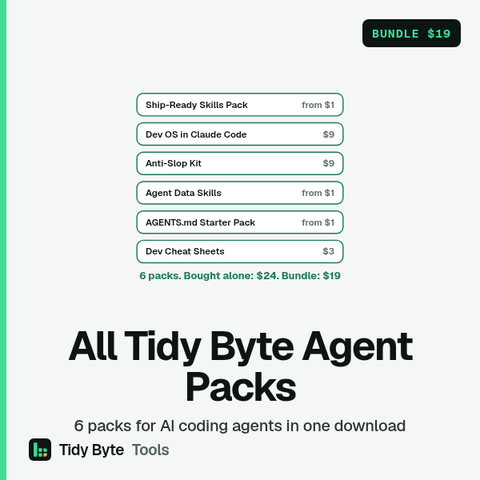 BUNDLE $19
Ship-Ready Skills Pack from $1
Dev OS in Claude Code $9
Anti-Slop Kit $9
Agent Data Skills from $1
AGENTS.md Starter Pack from $1
Dev Cheat Sheets $3
6 packs. Bought alone: $24. Bundle: $19
All Tidy Byte Agent
Packs
6 packs for AI coding agents in one download
Tidy Byte Tools